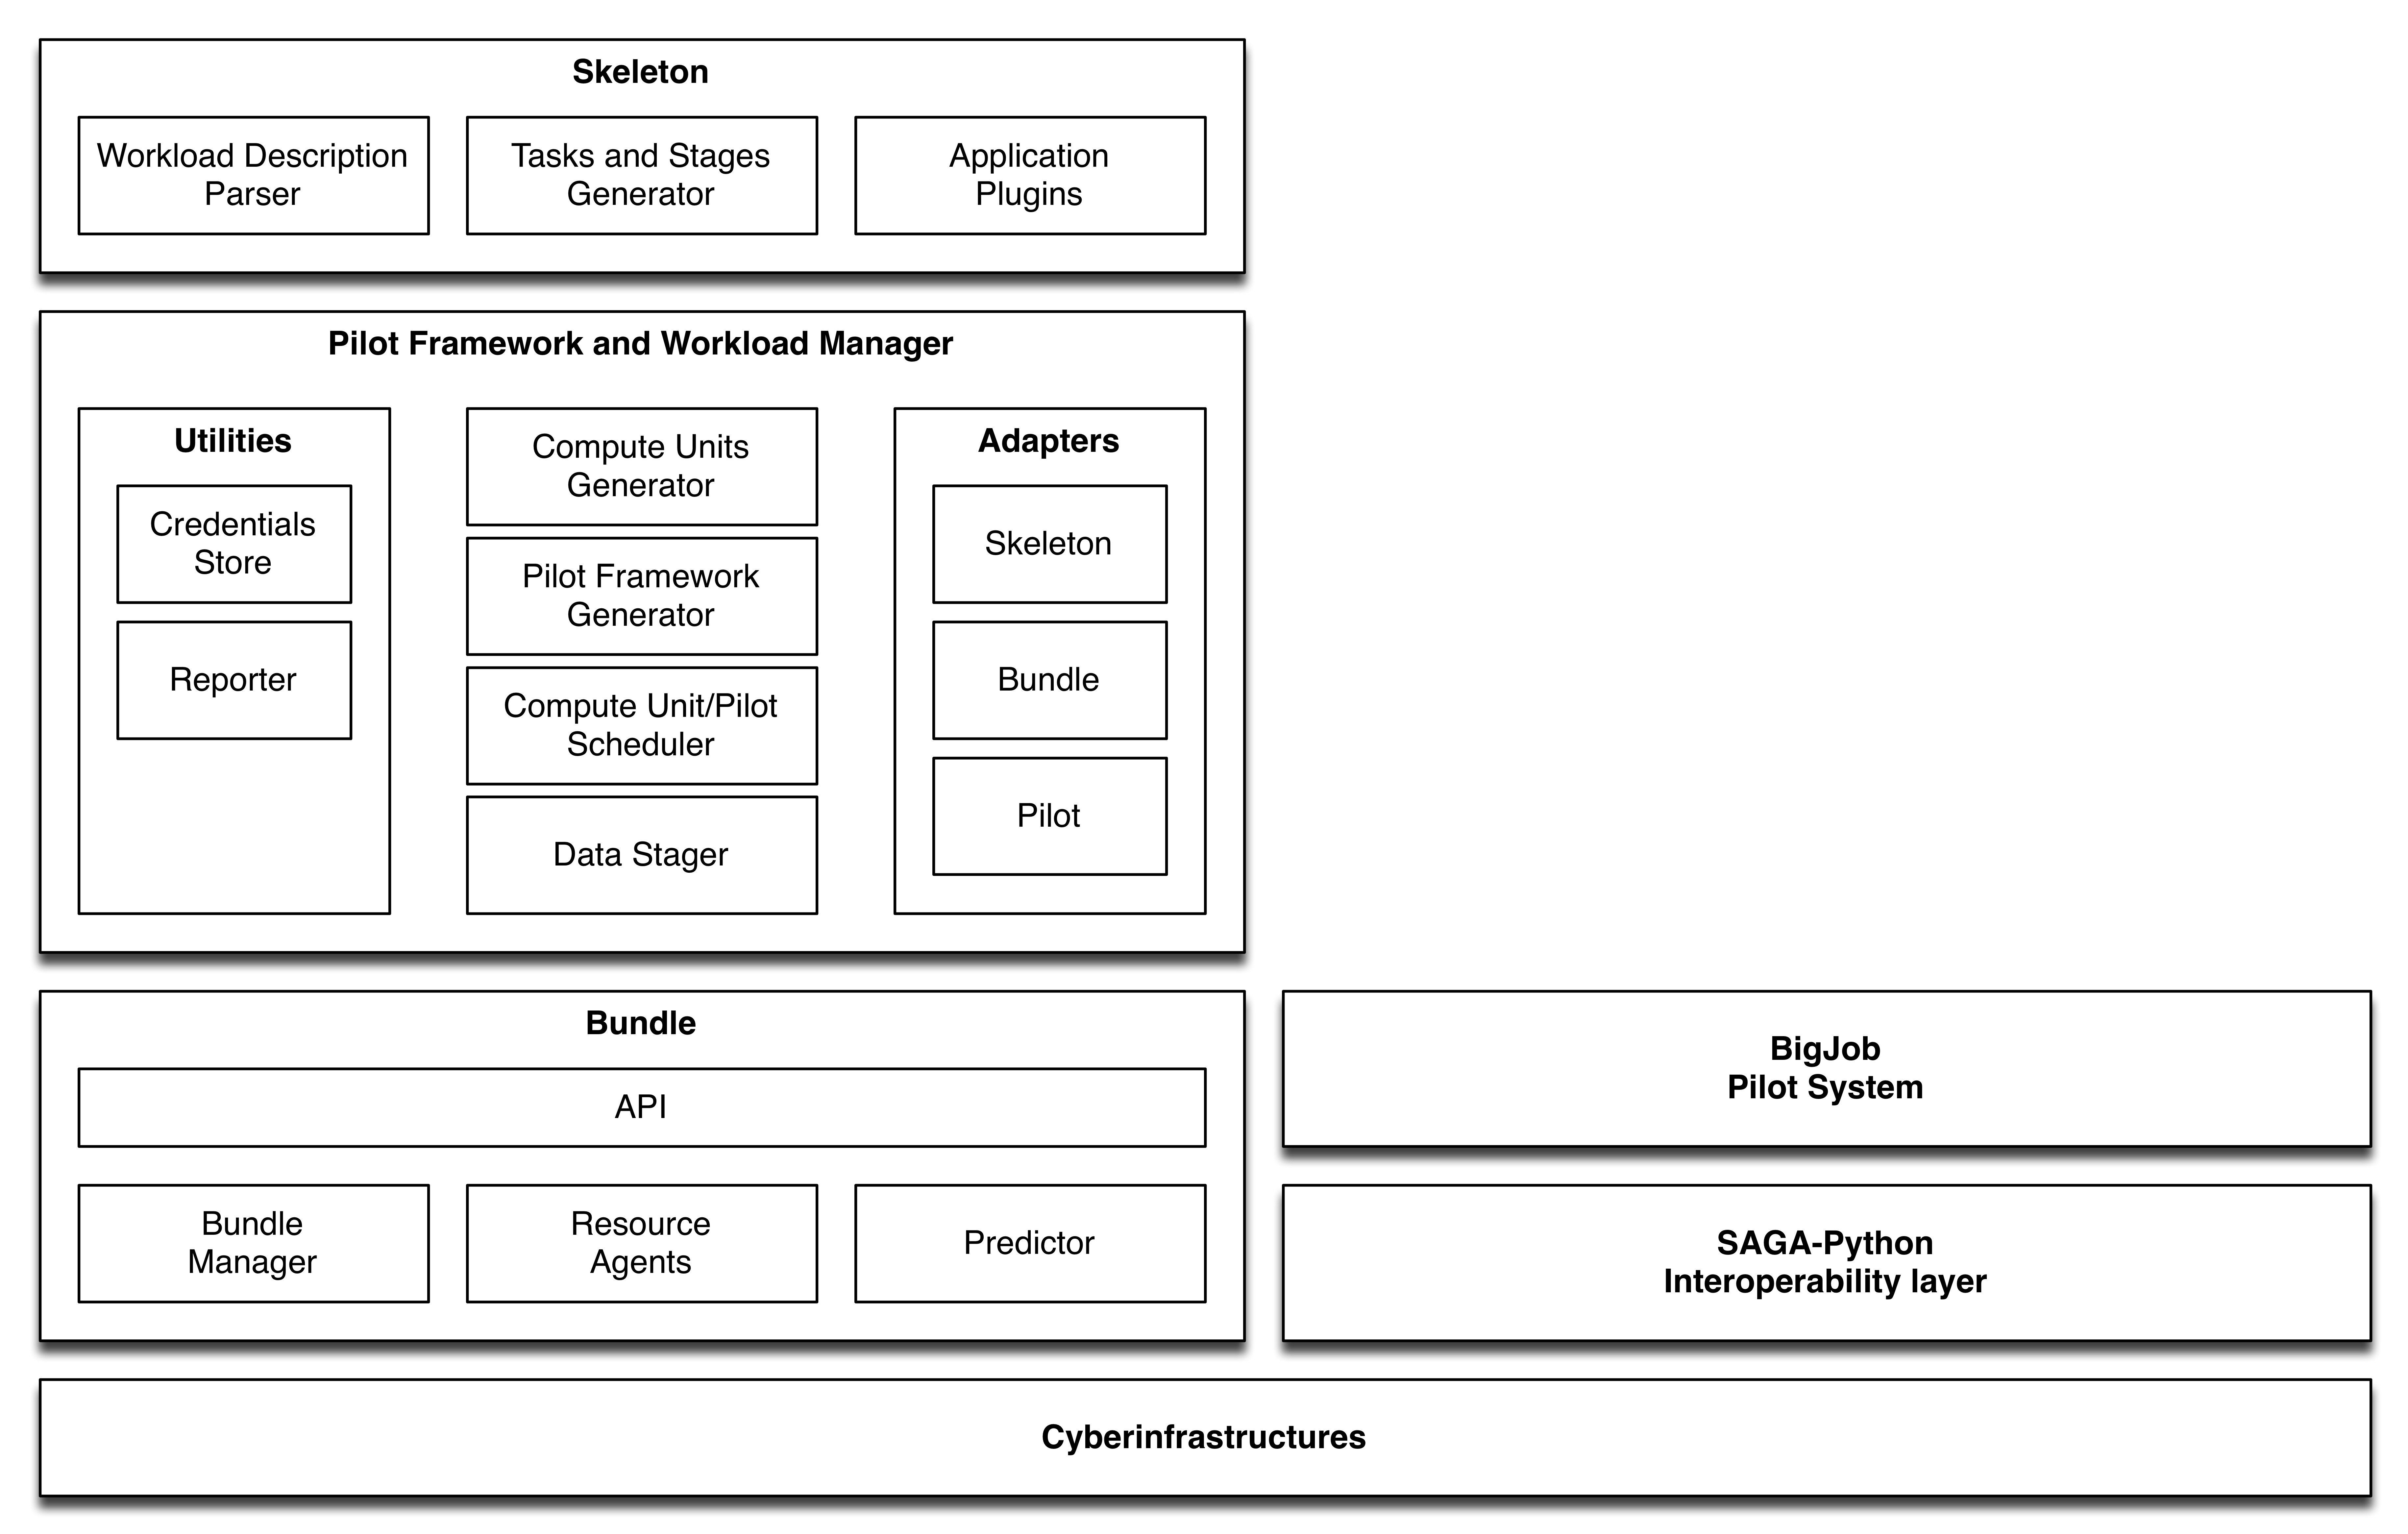 Skeleton
Workload Description
Parser
Tasks and Stages
Generator
Application
Plugins
Pilot Framework and Workload Manager
Utilities
Credentials
Store
Reporter
Compute Units
Generator
Pilot Framework
Generator
Compute Unit/Pilot
Scheduler
Data Stager
Adapters
Skeleton
Bundle
Pilot
Bundle
API
Bundle
Manager
Resource
Agents
Predictor
BigJob
Pilot System
SAGA-Python
Interoperability layer
Cyberinfrastructures